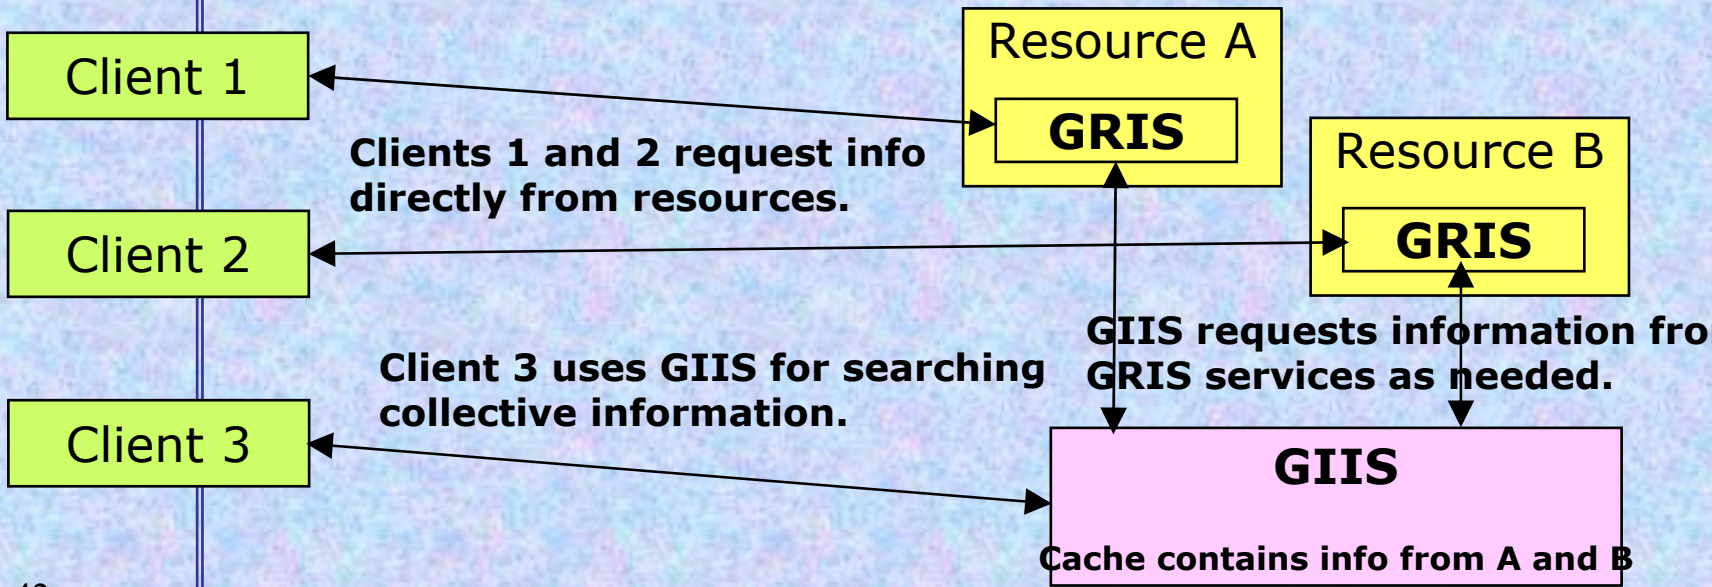 Resource A
Client 1
GRIS
Clients 1 and 2 request info
directly from resources.
Resource B
Client 2
GRIS
GIIS requests information fro
GRIS services as needed.
Client 3 uses GIIS for searching
collective information.
Client 3
GIIS
Cache contains info from A and B